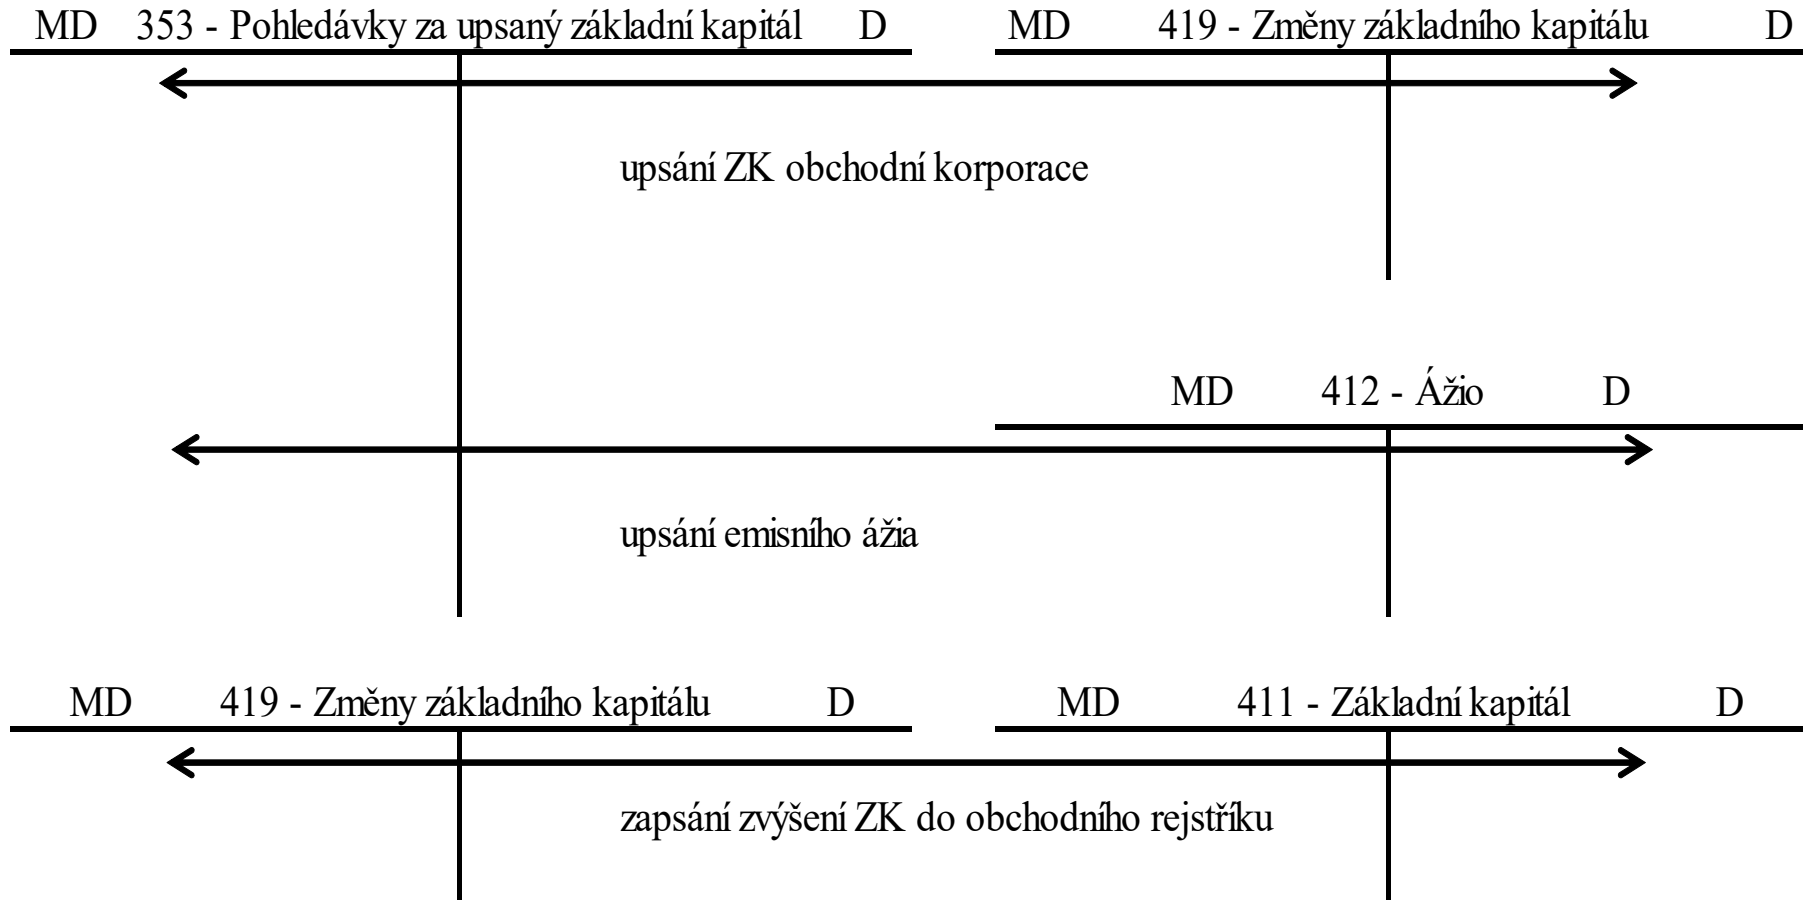 MD 353 - Pohledávky za upsaný základní kapitál D MD 419 - Změny základního kapitálu D
upsání ZK obchodní korporace
MD 412 - Ážio D
upsání emisního ážia
MD 419 - Změny základního kapitálu D MD 411 - Základní kapitál D
zapsání zvýšení ZK do obchodního rejstříku